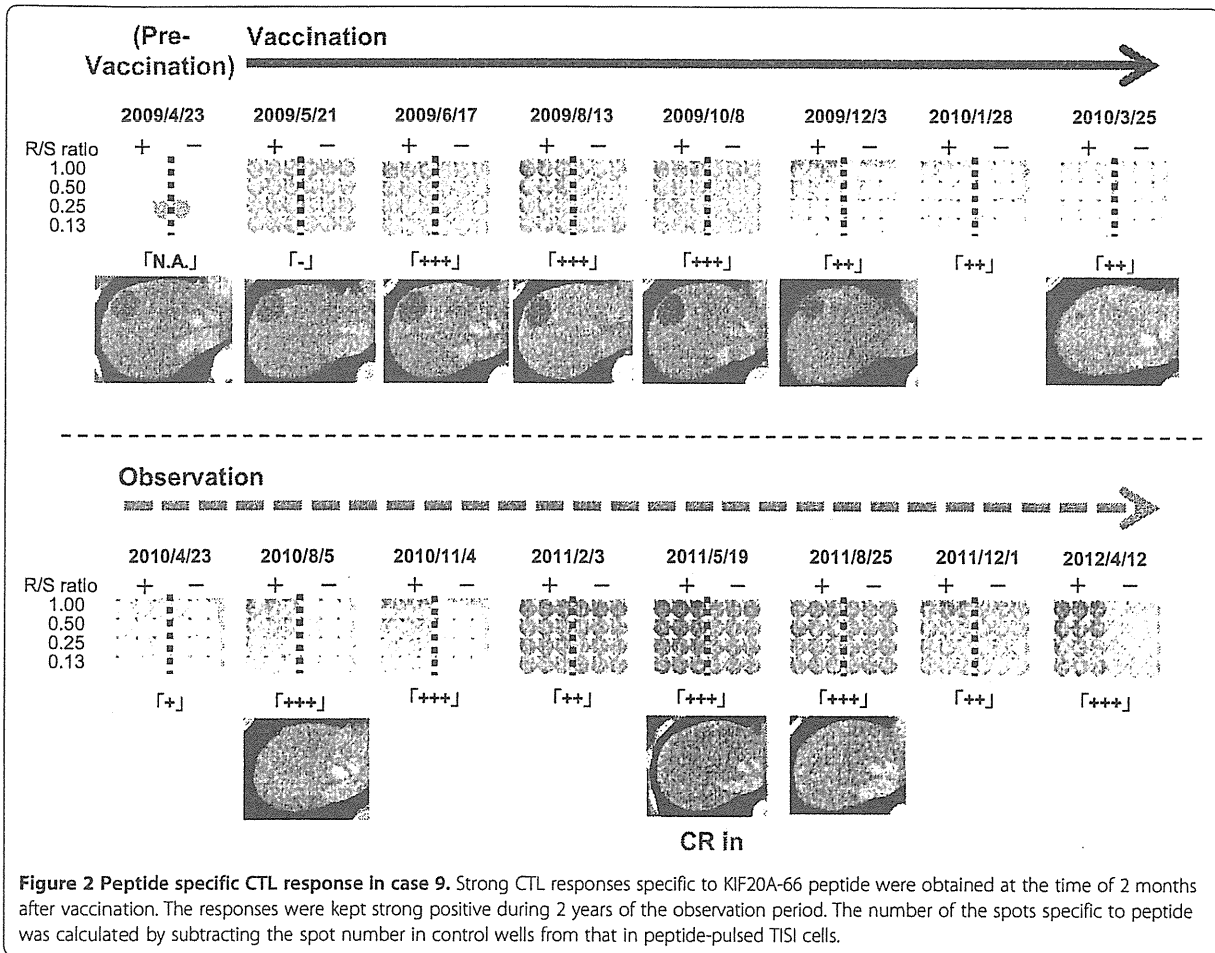 (Pre-Vaccination) Vaccination
2009/4/23 2009/5/21 2009/6/17 2009/8/13 2009/10/8 2009/12/3 2010/1/28 2010/3/25
R/S ratio + − + − + − + − + − + − + − + −
1.00
0.50
0.25
0.13
「N.A.」 「-」 「+++」 「+++」 「+++」 「++」 「++」 「++」
Observation
2010/4/23 2010/8/5 2010/11/4 2011/2/3 2011/5/19 2011/8/25 2011/12/1 2012/4/12
R/S ratio + − + − + − + − + − + − + − + −
1.00
0.50
0.25
0.13
「+」 「+++」 「+++」 「++」 「+++」 「+++」 「++」 「+++」
CR in
Figure 2 Peptide specific CTL response in case 9. Strong CTL responses specific to KIF20A-66 peptide were obtained at the time of 2 months
after vaccination. The responses were kept strong positive during 2 years of the observation period. The number of the spots specific to peptide
was calculated by subtracting the spot number in control wells from that in peptide-pulsed TISI cells.